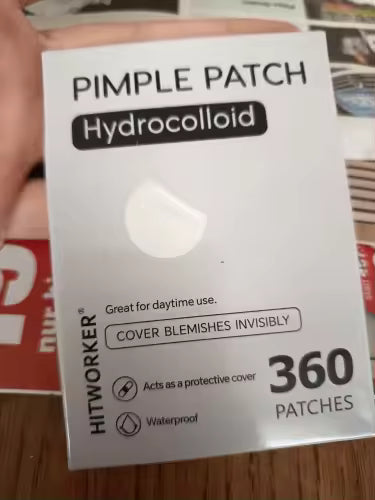 PIMPLE PATCH
Hydrocolloid
Great for daytime use.
COVER BLEMISHES INVISIBLY
HITWORKER®
Acts as a protective cover
Waterproof
360
PATCHES